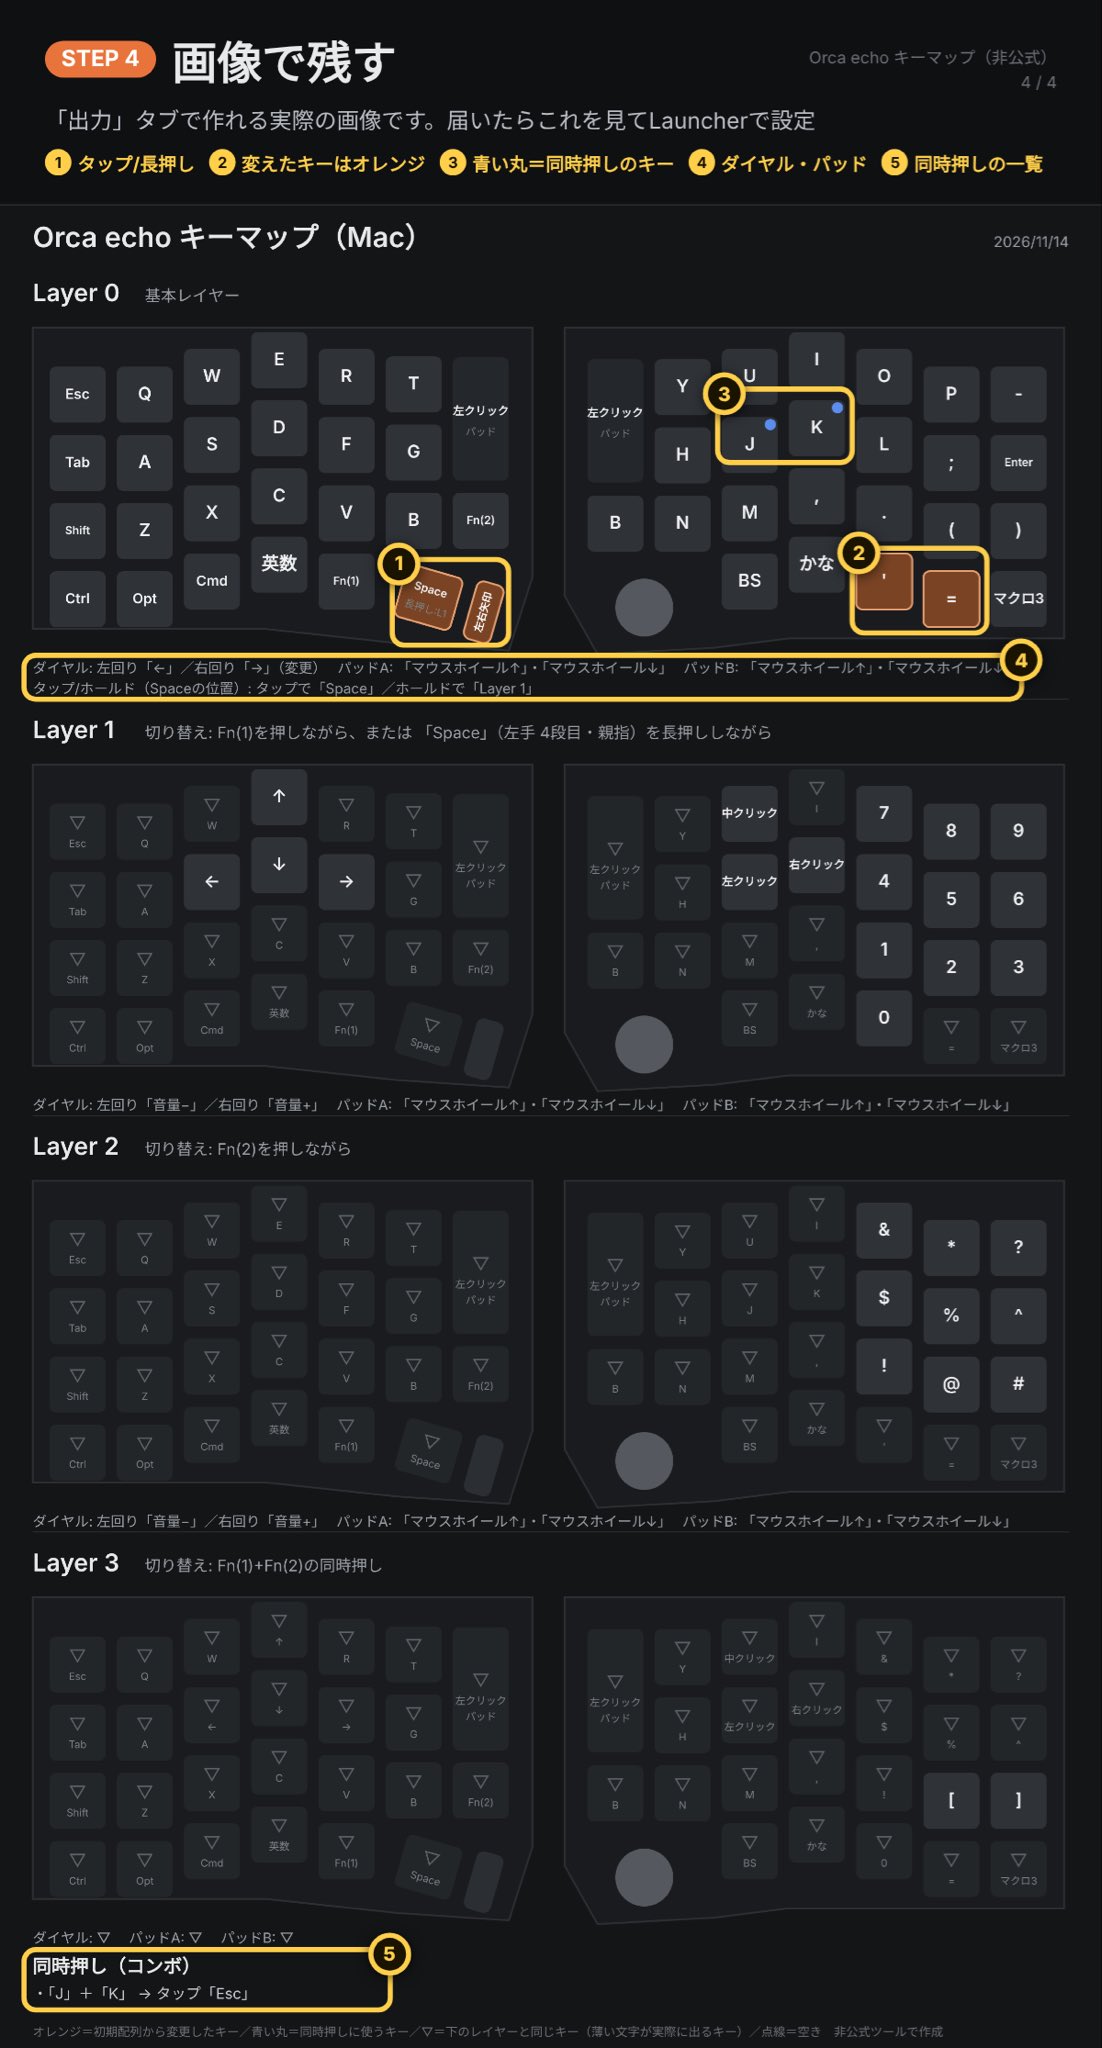 STEP 4 画像で残す
Orca echo キーマップ（非公式）
4 / 4
「出力」タブで作れる実際の画像です。届いたらこれを見てLauncherで設定
1 タップ/長押し 2 変えたキーはオレンジ 3 青い丸＝同時押しのキー 4 ダイヤル・パッド 5 同時押しの一覧
Orca echo キーマップ（Mac）
2026/11/14
Layer 0 基本レイヤー
Esc Q W E R T 左クリック パッド
Tab A S D F G
Shift Z X C V B Fn(2)
Ctrl Opt Cmd 英数 Fn(1) Space 長押し:L1 左右矢印
1
左クリック パッド Y U I O P -
3
H J K L ; Enter
B N M , . ( )
BS かな ' = マクロ3
2
ダイヤル: 左回り「←」／右回り「→」（変更） パッドA: 「マウスホイール↑」・「マウスホイール↓」 パッドB: 「マウスホイール↑」・「マウスホイール↓
4
タップ/ホールド（Spaceの位置）: タップで「Space」／ホールドで「Layer 1」
Layer 1 切り替え: Fn(1)を押しながら、または 「Space」（左手 4段目・親指）を長押ししながら
▽ Esc ▽ Q ▽ W ↑ ▽ R ▽ T ▽ 左クリック パッド
▽ Tab ▽ A ← ↓ → ▽ G
▽ Shift ▽ Z ▽ X ▽ C ▽ V ▽ B ▽ Fn(2)
▽ Ctrl ▽ Opt ▽ Cmd ▽ 英数 ▽ Fn(1) ▽ Space
▽ 左クリック パッド ▽ Y 中クリック ▽ I 7 8 9
▽ H 左クリック 右クリック 4 5 6
▽ B ▽ N ▽ M ▽ , 1 2 3
▽ BS ▽ かな 0 ▽ = ▽ マクロ3
ダイヤル: 左回り「音量−」／右回り「音量+」 パッドA: 「マウスホイール↑」・「マウスホイール↓」 パッドB: 「マウスホイール↑」・「マウスホイール↓」
Layer 2 切り替え: Fn(2)を押しながら
▽ Esc ▽ Q ▽ W ▽ E ▽ R ▽ T ▽ 左クリック パッド
▽ Tab ▽ A ▽ S ▽ D ▽ F ▽ G
▽ Shift ▽ Z ▽ X ▽ C ▽ V ▽ B ▽ Fn(2)
▽ Ctrl ▽ Opt ▽ Cmd ▽ 英数 ▽ Fn(1) ▽ Space
▽ 左クリック パッド ▽ Y ▽ U ▽ I & * ?
▽ H ▽ J ▽ K $ % ^
▽ B ▽ N ▽ M ▽ , ! @ #
▽ BS ▽ かな ▽ ' ▽ = ▽ マクロ3
ダイヤル: 左回り「音量−」／右回り「音量+」 パッドA: 「マウスホイール↑」・「マウスホイール↓」 パッドB: 「マウスホイール↑」・「マウスホイール↓」
Layer 3 切り替え: Fn(1)+Fn(2)の同時押し
▽ Esc ▽ Q ▽ W ▽ ↑ ▽ R ▽ T ▽ 左クリック パッド
▽ Tab ▽ A ▽ ← ▽ ↓ ▽ → ▽ G
▽ Shift ▽ Z ▽ X ▽ C ▽ V ▽ B ▽ Fn(2)
▽ Ctrl ▽ Opt ▽ Cmd ▽ 英数 ▽ Fn(1) ▽ Space
▽ 左クリック パッド ▽ Y ▽ 中クリック ▽ I ▽ & ▽ * ▽ ?
▽ H ▽ 左クリック ▽ 右クリック ▽ $ ▽ % ▽ ^
▽ B ▽ N ▽ M ▽ , ▽ ! [ ]
▽ BS ▽ かな ▽ 0 ▽ = ▽ マクロ3
ダイヤル: ▽ パッドA: ▽ パッドB: ▽
同時押し（コンボ）
5
・「J」＋「K」 → タップ「Esc」
オレンジ＝初期配列から変更したキー／青い丸＝同時押しに使うキー／▽＝下のレイヤーと同じキー（薄い文字が実際に出るキー）／点線＝空き 非公式ツールで作成